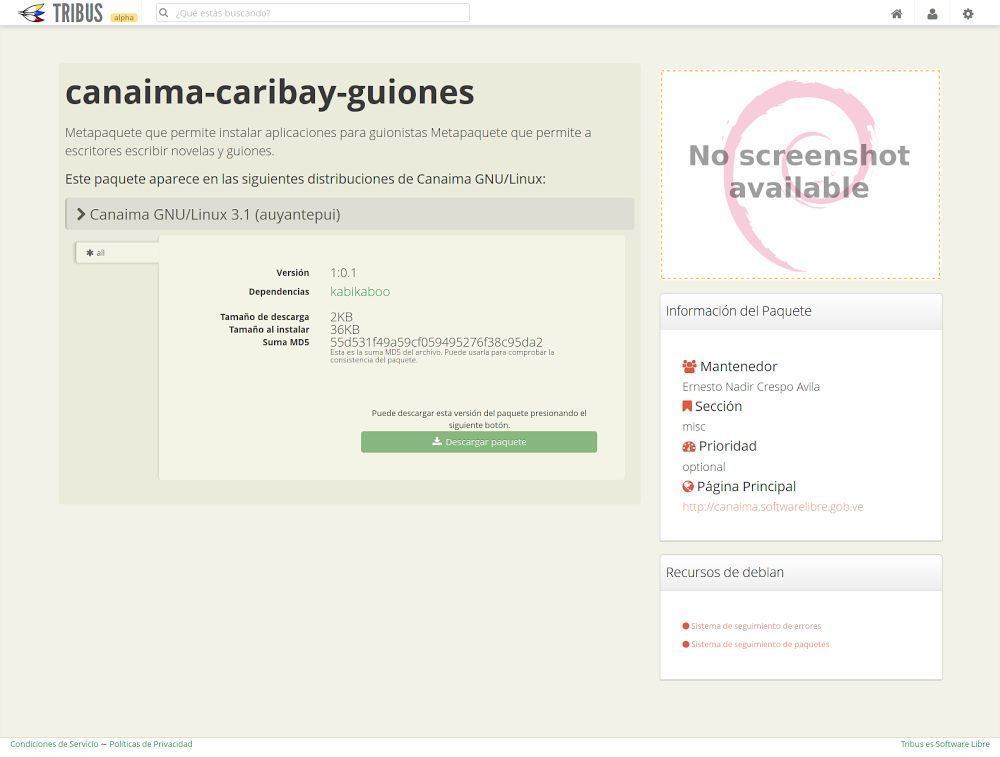 TRIBUS alpha
¿Qué estás buscando?
canaima-caribay-guiones
Metapaquete que permite instalar aplicaciones para guionistas Metapaquete que permite a
escritores escribir novelas y guiones.
Este paquete aparece en las siguientes distribuciones de Canaima GNU/Linux:
Canaima GNU/Linux 3.1 (auyantepui)
all
Versión 1:0.1
Dependencias kabikaboo
Tamaño de descarga 2KB
Tamaño al instalar 36KB
Suma MD5 55d531f49a59cf059495276f38c95da2
Esta es la suma MD5 del archivo. Puede usarla para comprobar la
consistencia del paquete.
Puede descargar esta versión del paquete presionando el
siguiente botón.
Descargar paquete
No screenshot
available
Información del Paquete
Mantenedor
Ernesto Nadir Crespo Avila
Sección
misc
Prioridad
optional
Página Principal
http://canaima.softwarelibre.gob.ve
Recursos de debian
Sistema de seguimiento de errores
Sistema de seguimiento de paquetes
Condiciones de Servicio ~ Políticas de Privacidad
Tribus es Software Libre